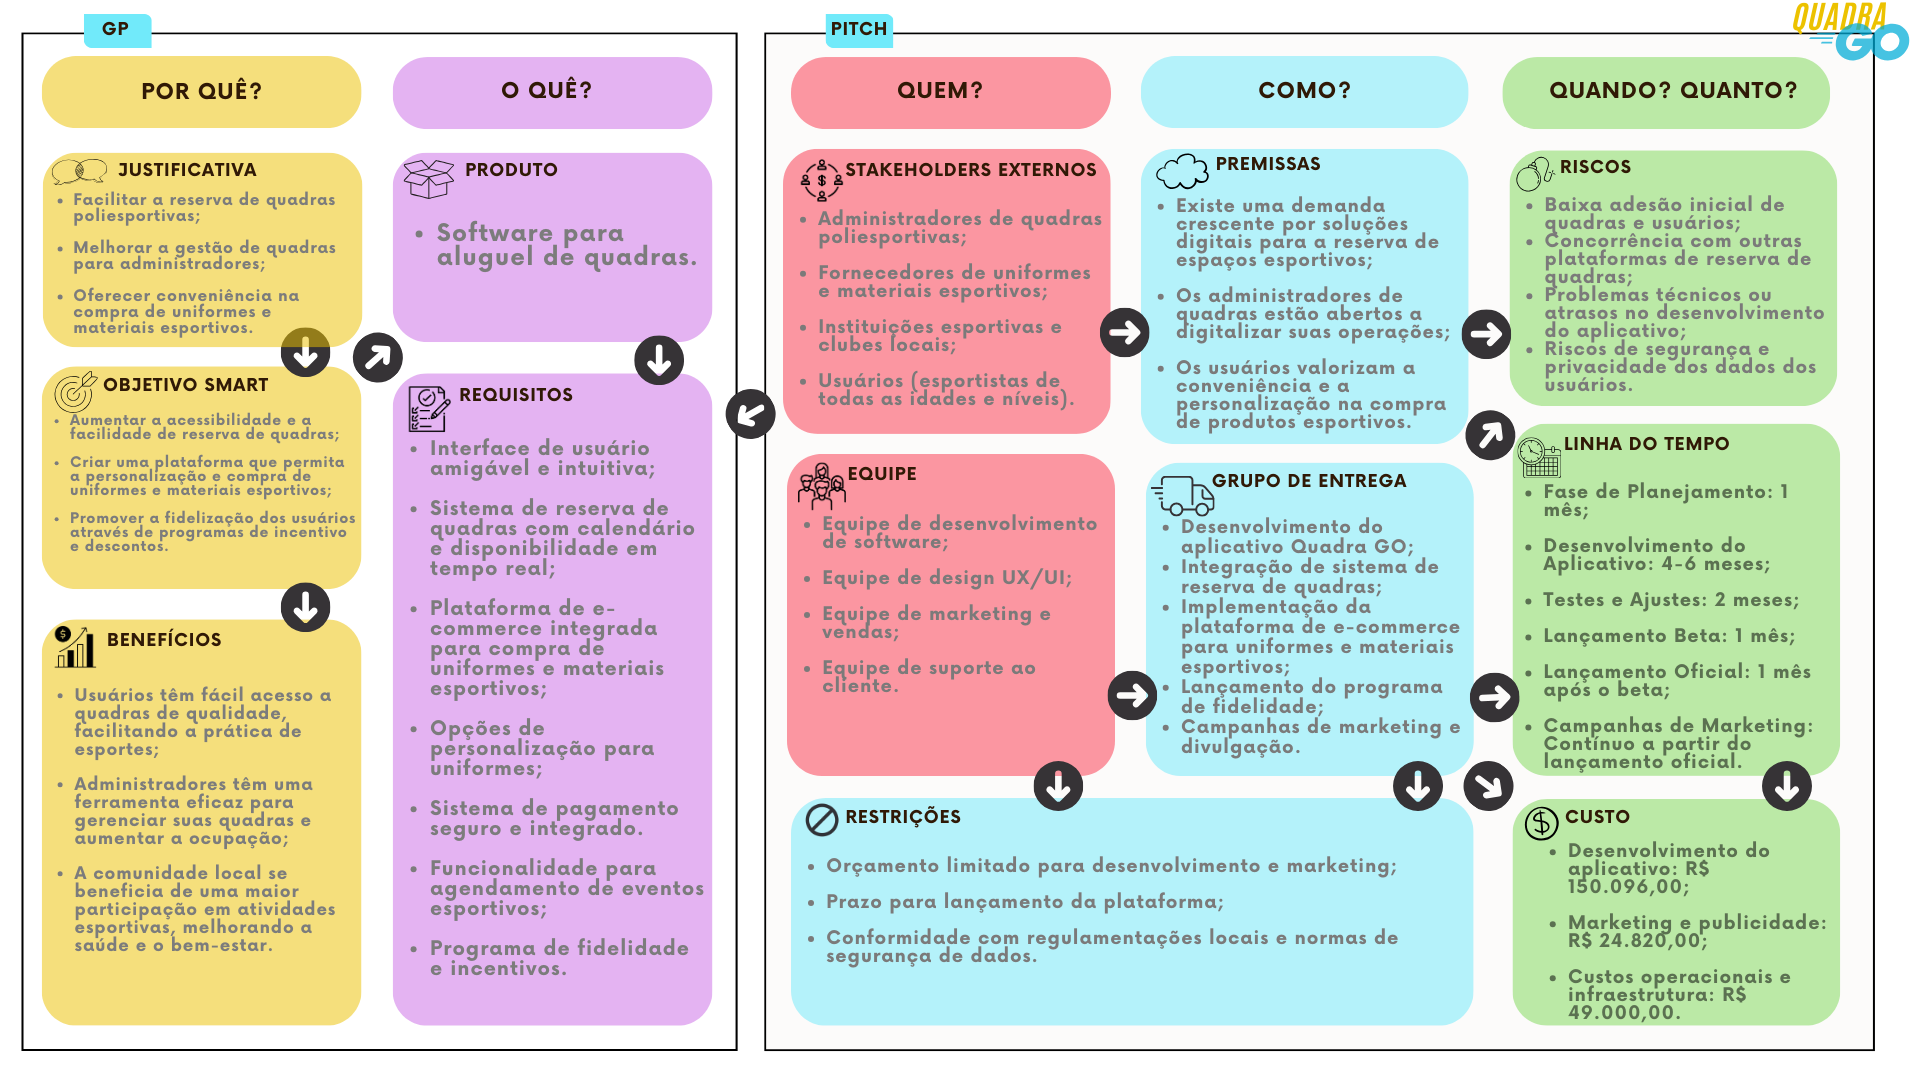 GP
POR QUÊ?
JUSTIFICATIVA
• Facilitar a reserva de quadras
poliesportivas;
• Melhorar a gestão de quadras
para administradores;
• Oferecer conveniência na
compra de uniformes e
materiais esportivos.
OBJETIVO SMART
• Aumentar a acessibilidade e a
facilidade de reserva de quadras;
• Criar uma plataforma que permita
a personalização e compra de
uniformes e materiais esportivos;
• Promover a fidelização dos usuários
através de programas de incentivo
e descontos.
BENEFÍCIOS
• Usuários têm fácil acesso a
quadras de qualidade,
facilitando a prática de
esportes;
• Administradores têm uma
ferramenta eficaz para
gerenciar suas quadras e
aumentar a ocupação;
• A comunidade local se
beneficia de uma maior
participação em atividades
esportivas, melhorando a
saúde e o bem-estar.
O QUÊ?
PRODUTO
• Software para
aluguel de quadras.
REQUISITOS
• Interface de usuário
amigável e intuitiva;
• Sistema de reserva de
quadras com calendário
e disponibilidade em
tempo real;
• Plataforma de e-
commerce integrada
para compra de
uniformes e materiais
esportivos;
• Opções de
personalização para
uniformes;
• Sistema de pagamento
seguro e integrado.
• Funcionalidade para
agendamento de eventos
esportivos;
• Programa de fidelidade
e incentivos.
PITCH
QUADRA
GO
QUEM?
STAKEHOLDERS EXTERNOS
• Administradores de quadras
poliesportivas;
• Fornecedores de uniformes
e materiais esportivos;
• Instituições esportivas e
clubes locais;
• Usuários (esportistas de
todas as idades e níveis).
EQUIPE
• Equipe de desenvolvimento
de software;
• Equipe de design UX/UI;
• Equipe de marketing e
vendas;
• Equipe de suporte ao
cliente.
COMO?
PREMISSAS
• Existe uma demanda
crescente por soluções
digitais para a reserva de
espaços esportivos;
• Os administradores de
quadras estão abertos a
digitalizar suas operações;
• Os usuários valorizam a
conveniência e a
personalização na compra
de produtos esportivos.
GRUPO DE ENTREGA
• Desenvolvimento do
aplicativo Quadra GO;
• Integração de sistema de
reserva de quadras;
• Implementação da
plataforma de e-commerce
para uniformes e materiais
esportivos;
• Lançamento do programa
de fidelidade;
• Campanhas de marketing e
divulgação.
RESTRIÇÕES
• Orçamento limitado para desenvolvimento e marketing;
• Prazo para lançamento da plataforma;
• Conformidade com regulamentações locais e normas de
segurança de dados.
QUANDO? QUANTO?
RISCOS
• Baixa adesão inicial de
quadras e usuários;
• Concorrência com outras
plataformas de reserva de
quadras;
• Problemas técnicos ou
atrasos no desenvolvimento
do aplicativo;
• Riscos de segurança e
privacidade dos dados dos
usuários.
LINHA DO TEMPO
• Fase de Planejamento: 1
mês;
• Desenvolvimento do
Aplicativo: 4-6 meses;
• Testes e Ajustes: 2 meses;
• Lançamento Beta: 1 mês;
• Lançamento Oficial: 1 mês
após o beta;
• Campanhas de Marketing:
Contínuo a partir do
lançamento oficial.
CUSTO
• Desenvolvimento do
aplicativo: R$
150.096,00;
• Marketing e publicidade:
R$ 24.820,00;
• Custos operacionais e
infraestrutura: R$
49.000,00.